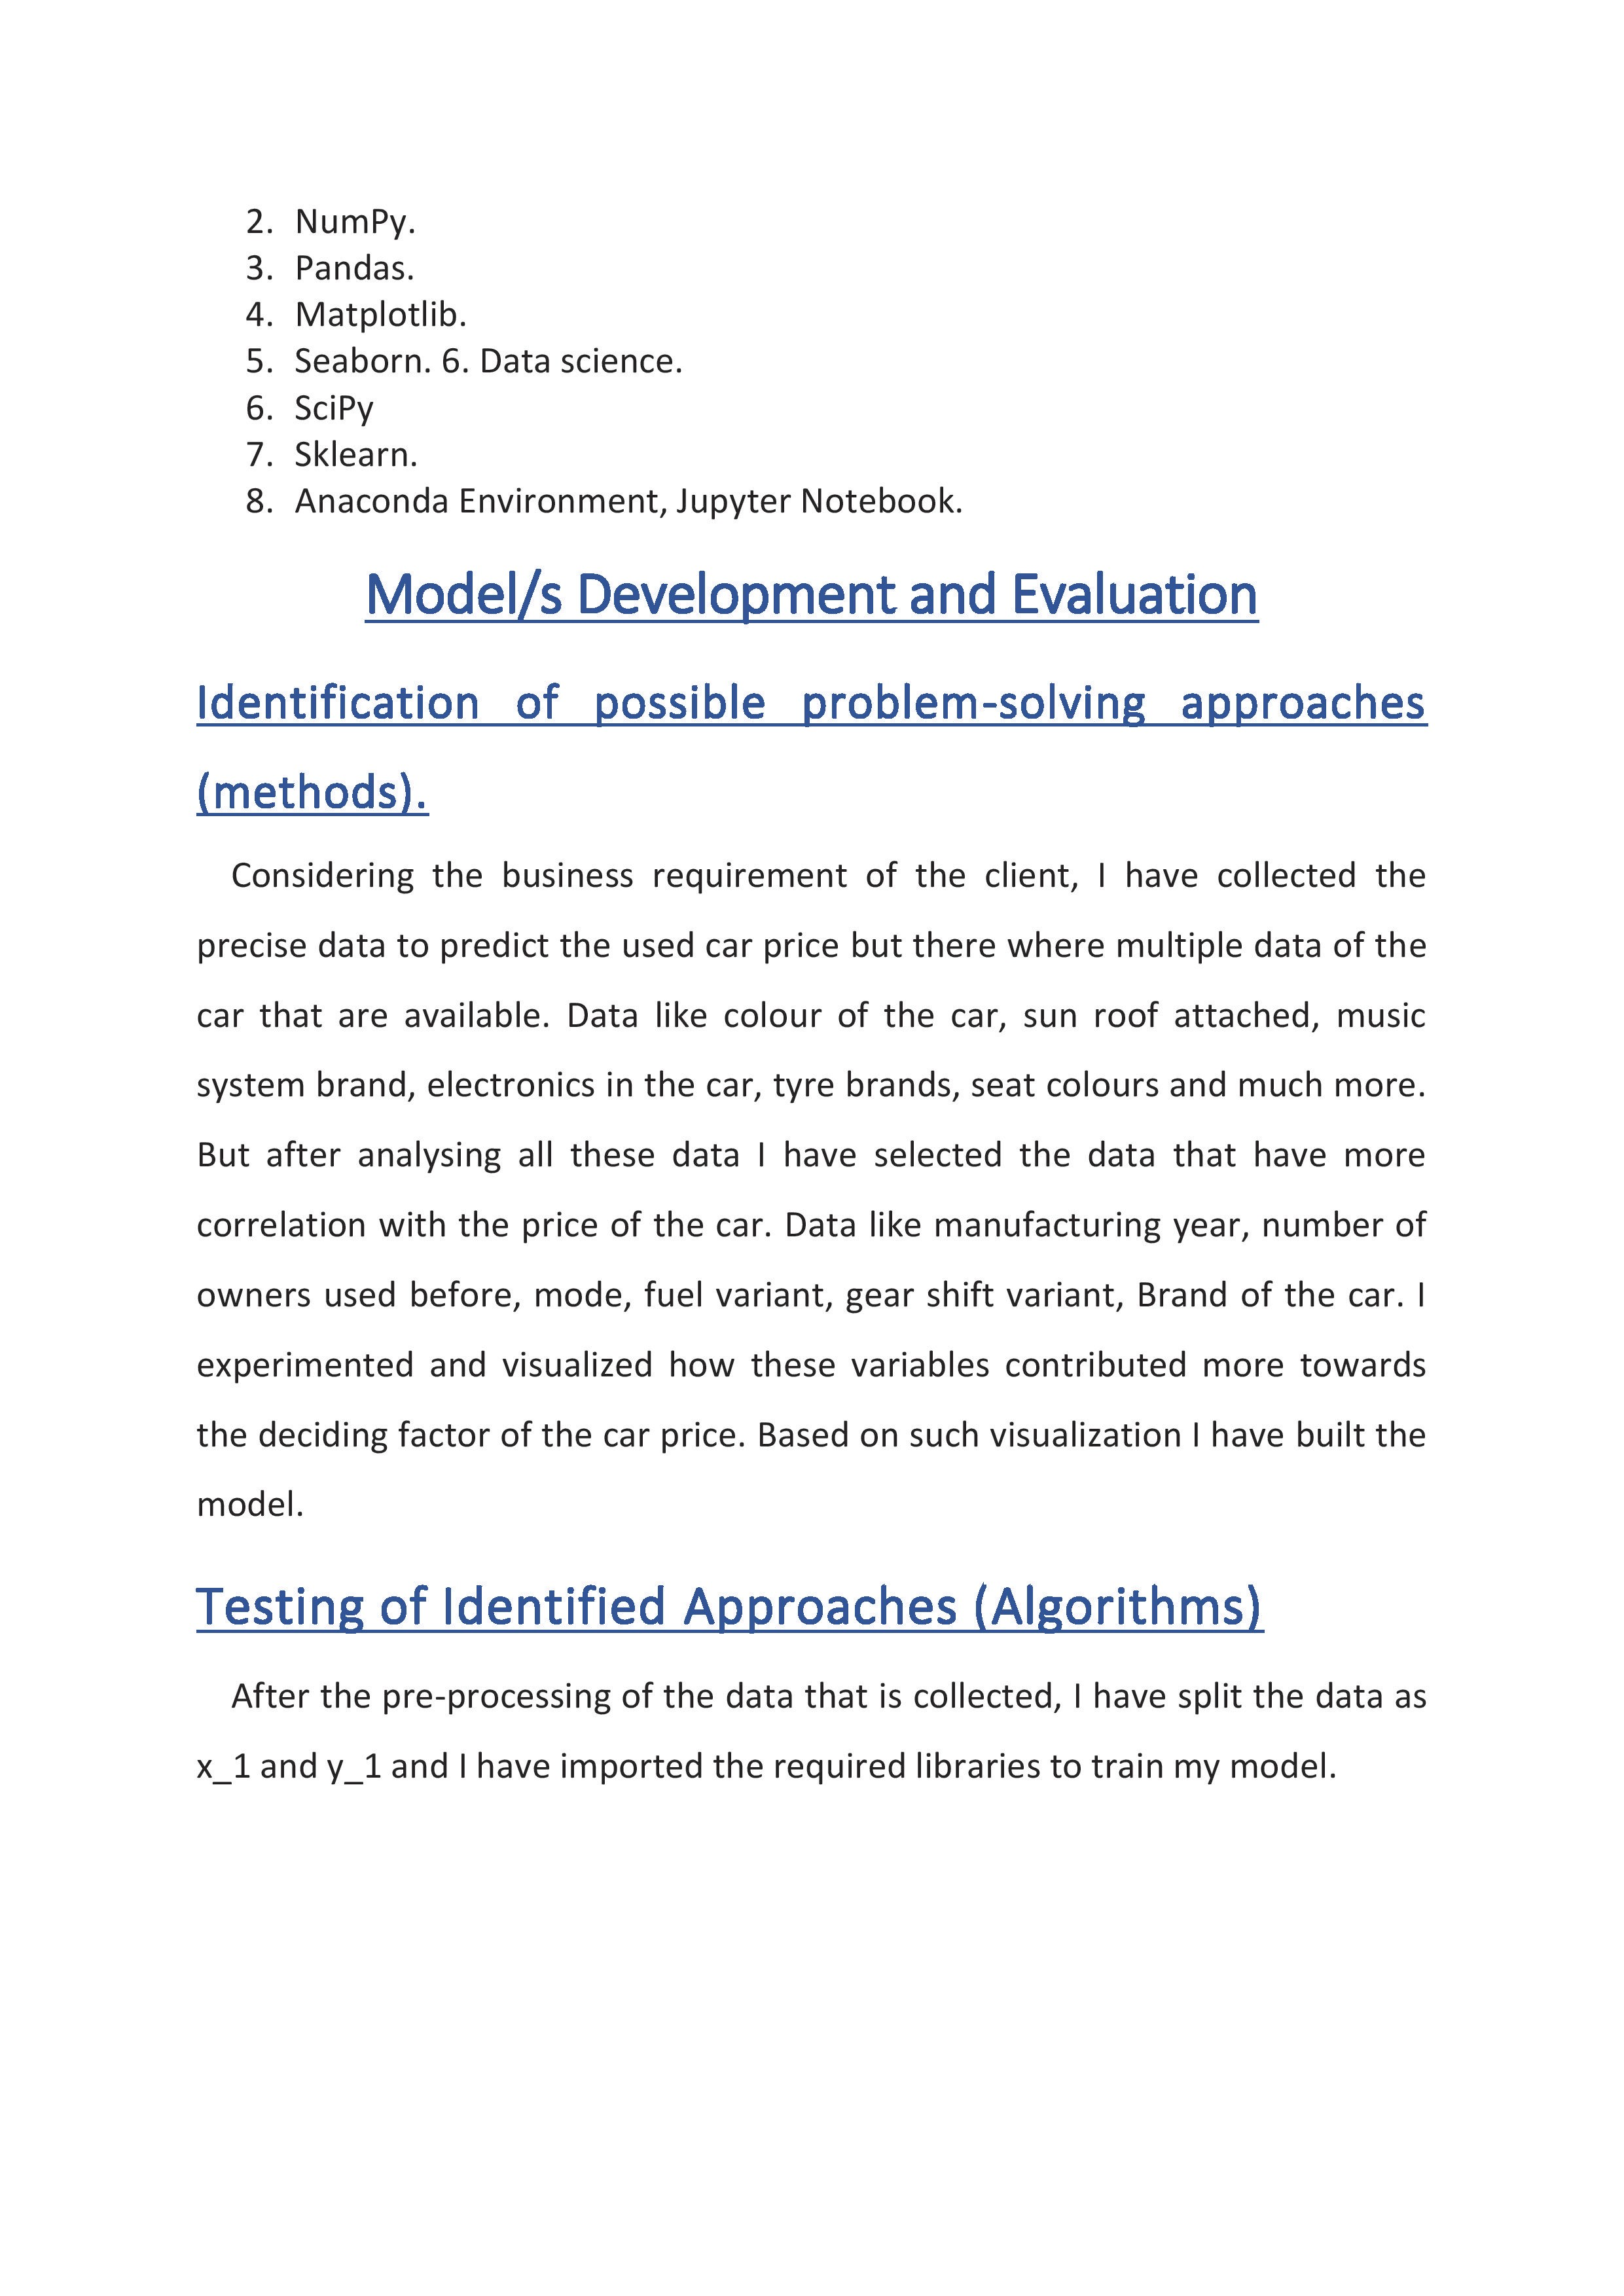 2. NumPy.
3. Pandas.
4. Matplotlib.
5. Seaborn. 6. Data science.
6. SciPy
7. Sklearn.
8. Anaconda Environment, Jupyter Notebook.
Model/s Development and Evaluation
Identification of possible problem-solving approaches
(methods).
Considering the business requirement of the client, I have collected the
precise data to predict the used car price but there where multiple data of the
car that are available. Data like colour of the car, sun roof attached, music
system brand, electronics in the car, tyre brands, seat colours and much more.
But after analysing all these data I have selected the data that have more
correlation with the price of the car. Data like manufacturing year, number of
owners used before, mode, fuel variant, gear shift variant, Brand of the car. I
experimented and visualized how these variables contributed more towards
the deciding factor of the car price. Based on such visualization I have built the
model.
Testing of Identified Approaches (Algorithms)
After the pre-processing of the data that is collected, I have split the data as
x_1 and y_1 and I have imported the required libraries to train my model.